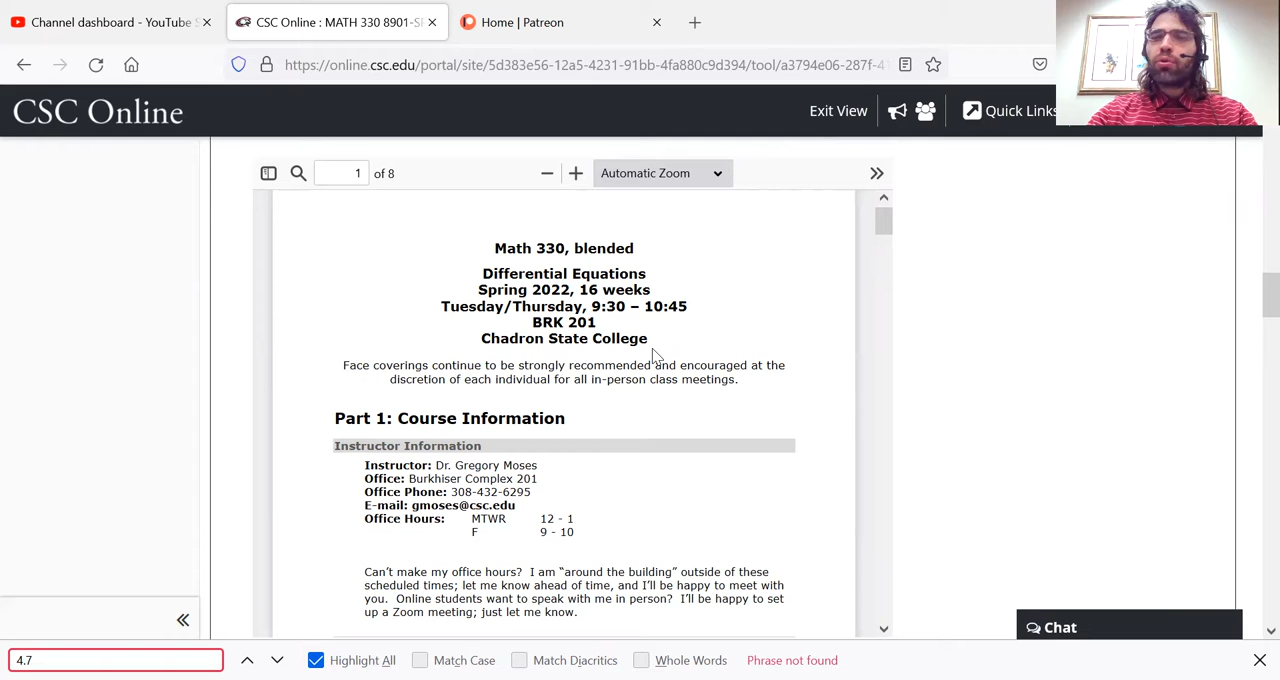 Channel dashboard - YouTube S
CSC Online : MATH 330 8901-S
Home | Patreon
https://online.csc.edu/portal/site/5d383e56-12a5-4231-91bb-4fa880c9d394/tool/a3794e06-287f-4
CSC Online
Exit View
Quick Links
1 of 8
Automatic Zoom
Math 330, blended
Differential Equations
Spring 2022, 16 weeks
Tuesday/Thursday, 9:30 – 10:45
BRK 201
Chadron State College
Face coverings continue to be strongly recommended and encouraged at the
discretion of each individual for all in-person class meetings.
Part 1: Course Information
Instructor Information
Instructor: Dr. Gregory Moses
Office: Burkhiser Complex 201
Office Phone: 308-432-6295
E-mail: gmoses@csc.edu
Office Hours: MTWR 12 - 1
F 9 - 10
Can't make my office hours? I am “around the building” outside of these
scheduled times; let me know ahead of time, and I'll be happy to meet with
you. Online students want to speak with me in person? I'll be happy to set
up a Zoom meeting; just let me know.
Chat
4.7
Highlight All
Match Case
Match Diacritics
Whole Words
Phrase not found